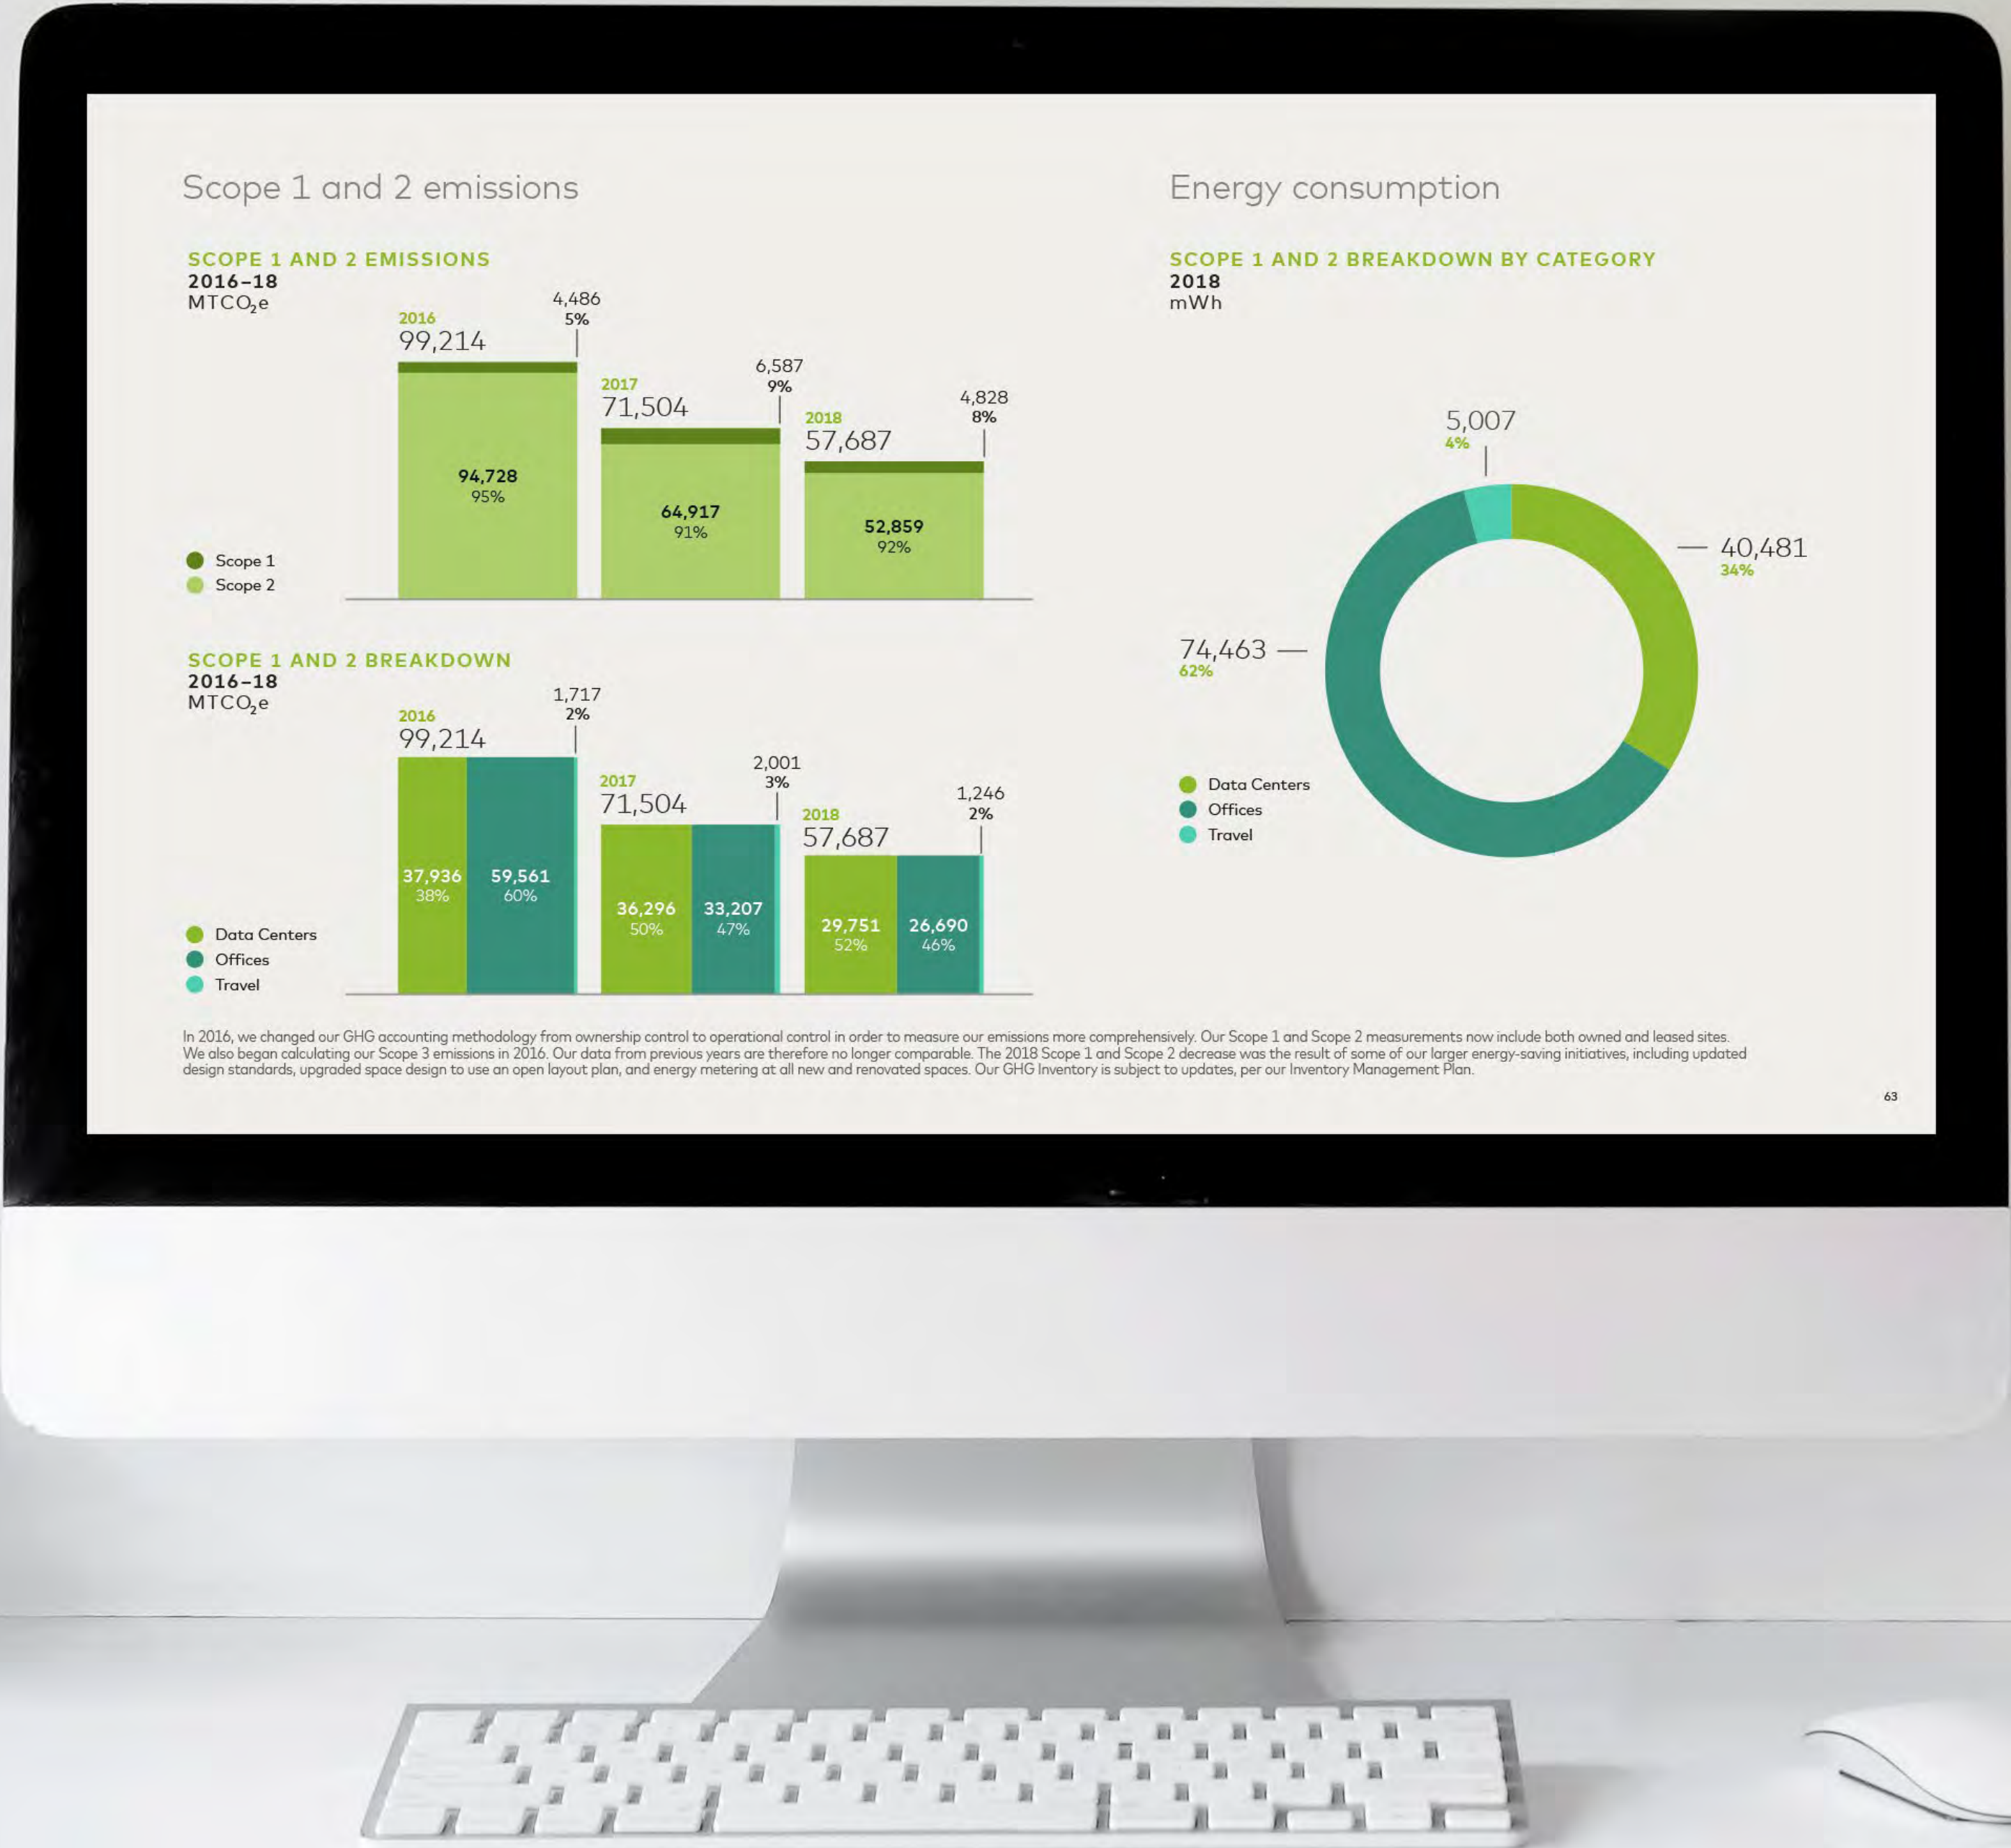 Scope 1 and 2 emissions
SCOPE 1 AND 2 EMISSIONS
2016–18
MTCO₂e
2016
99,214
4,486
5%
94,728
95%
2017
71,504
6,587
9%
64,917
91%
2018
57,687
4,828
8%
52,859
92%
Scope 1
Scope 2
SCOPE 1 AND 2 BREAKDOWN
2016–18
MTCO₂e
2016
99,214
1,717
2%
37,936
38%
59,561
60%
2017
71,504
2,001
3%
36,296
50%
33,207
47%
2018
57,687
1,246
2%
29,751
52%
26,690
46%
Data Centers
Offices
Travel
Energy consumption
SCOPE 1 AND 2 BREAKDOWN BY CATEGORY
2018
mWh
5,007
4%
40,481
34%
74,463
62%
Data Centers
Offices
Travel
In 2016, we changed our GHG accounting methodology from ownership control to operational control in order to measure our emissions more comprehensively. Our Scope 1 and Scope 2 measurements now include both owned and leased sites.
We also began calculating our Scope 3 emissions in 2016. Our data from previous years are therefore no longer comparable. The 2018 Scope 1 and Scope 2 decrease was the result of some of our larger energy-saving initiatives, including updated
design standards, upgraded space design to use an open layout plan, and energy metering at all new and renovated spaces. Our GHG Inventory is subject to updates, per our Inventory Management Plan.
63